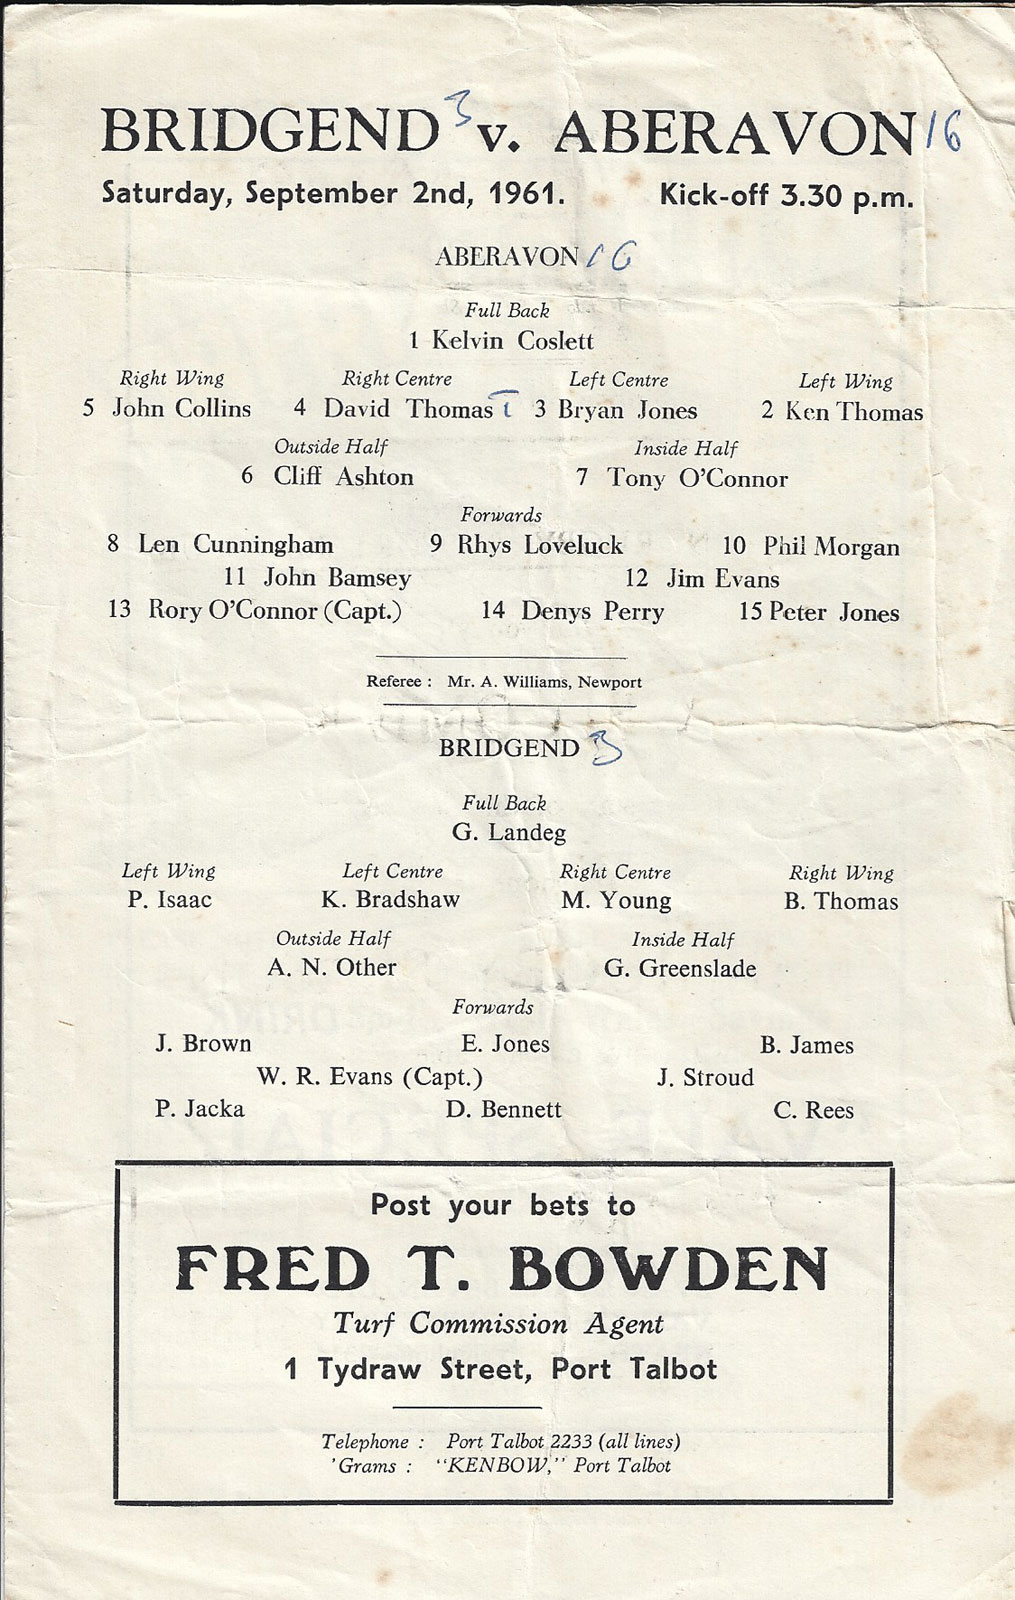 BRIDGEND 3 v. ABERAVON 16
Saturday, September 2nd, 1961. Kick-off 3.30 p.m.
ABERAVON 16
Full Back
1 Kelvin Coslett
Right Wing Right Centre Left Centre Left Wing
5 John Collins 4 David Thomas T 3 Bryan Jones 2 Ken Thomas
Outside Half Inside Half
6 Cliff Ashton 7 Tony O'Connor
Forwards
8 Len Cunningham 9 Rhys Loveluck 10 Phil Morgan
11 John Bamsey 12 Jim Evans
13 Rory O'Connor (Capt.) 14 Denys Perry 15 Peter Jones
Referee : Mr. A. Williams, Newport
BRIDGEND 3
Full Back
G. Landeg
Left Wing Left Centre Right Centre Right Wing
P. Isaac K. Bradshaw M. Young B. Thomas
Outside Half Inside Half
A. N. Other G. Greenslade
Forwards
J. Brown E. Jones B. James
W. R. Evans (Capt.) J. Stroud
P. Jacka D. Bennett C. Rees
Post your bets to
FRED T. BOWDEN
Turf Commission Agent
1 Tydraw Street, Port Talbot
Telephone : Port Talbot 2233 (all lines)
'Grams : "KENBOW," Port Talbot